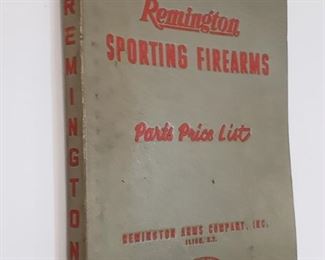 REMINGTON
Remington
SPORTING FIREARMS
Parts Price List
REMINGTON ARMS COMPANY, INC.
ILION, N.Y.